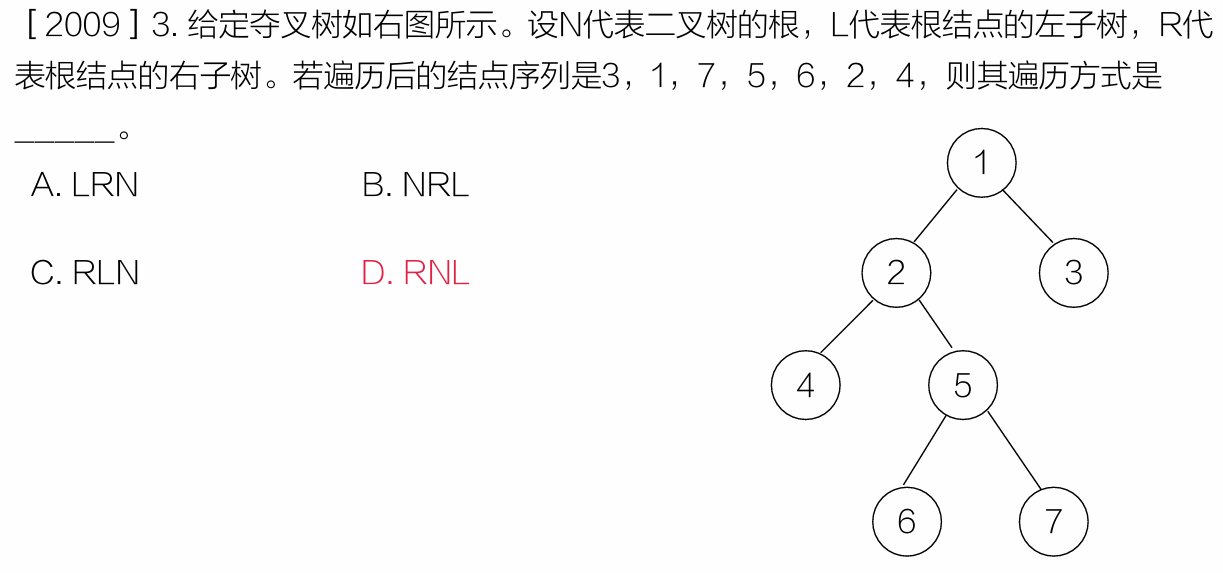 ［2009］3. 给定夺叉树如右图所示。设N代表二叉树的根，L代表根结点的左子树，R代
表根结点的右子树。若遍历后的结点序列是3，1，7，5，6，2，4，则其遍历方式是
_____。
A. LRN B. NRL
C. RLN D. RNL
1
2 3
4 5
6 7